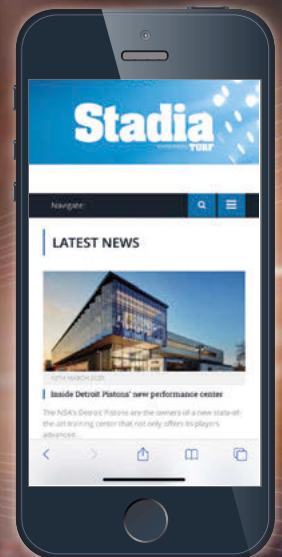 Stadia
TURF
Navigate:
LATEST NEWS
10TH MARCH 2020
Inside Detroit Pistons' new performance center
The NBA's Detroit Pistons are the owners of a new state-of-
the-art training center that not only offers its players
advanced...